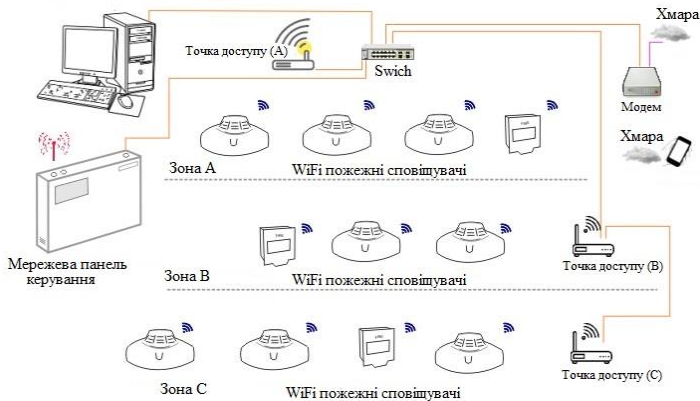 Хмара
Точка доступу (А)
Swich
Модем
Хмара
Зона А
WiFi пожежні сповіщувачі
Мережева панель
керування
Зона В
WiFi пожежні сповіщувачі
Точка доступу (В)
Зона С
WiFi пожежні сповіщувачі
Точка доступу (С)